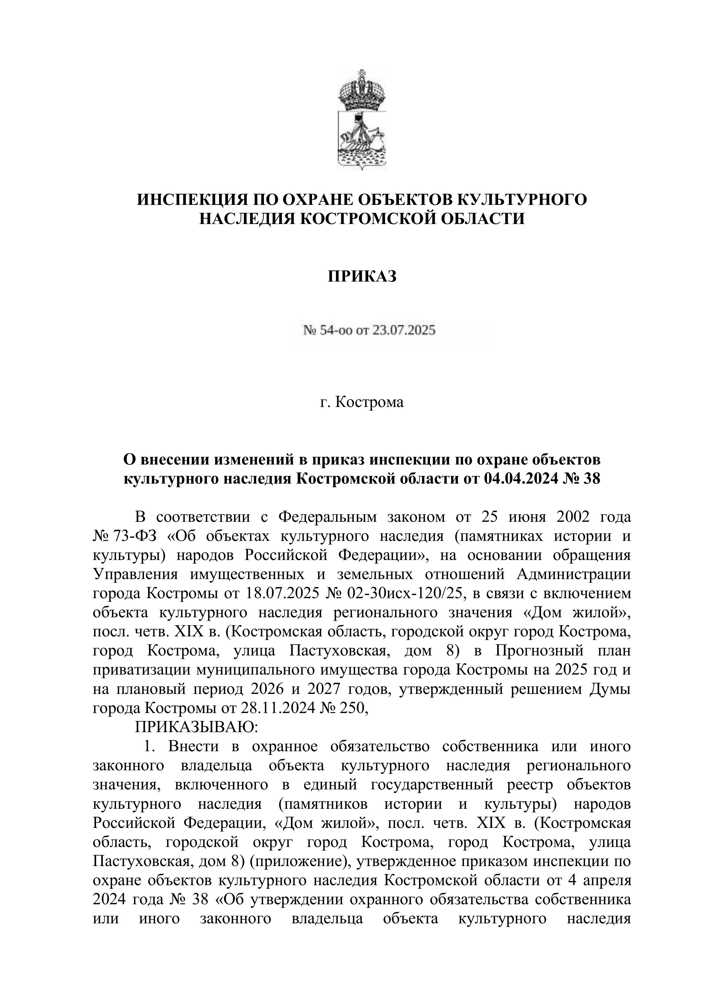 ИНСПЕКЦИЯ ПО ОХРАНЕ ОБЪЕКТОВ КУЛЬТУРНОГО
НАСЛЕДИЯ КОСТРОМСКОЙ ОБЛАСТИ
ПРИКАЗ
№ 54-оо от 23.07.2025
г. Кострома
О внесении изменений в приказ инспекции по охране объектов
культурного наследия Костромской области от 04.04.2024 № 38
В соответствии с Федеральным законом от 25 июня 2002 года
№ 73-ФЗ «Об объектах культурного наследия (памятниках истории и
культуры) народов Российской Федерации», на основании обращения
Управления имущественных и земельных отношений Администрации
города Костромы от 18.07.2025 № 02-30исх-120/25, в связи с включением
объекта культурного наследия регионального значения «Дом жилой»,
посл. четв. XIX в. (Костромская область, городской округ город Кострома,
город Кострома, улица Пастуховская, дом 8) в Прогнозный план
приватизации муниципального имущества города Костромы на 2025 год и
на плановый период 2026 и 2027 годов, утвержденный решением Думы
города Костромы от 28.11.2024 № 250,
ПРИКАЗЫВАЮ:
1. Внести в охранное обязательство собственника или иного
законного владельца объекта культурного наследия регионального
значения, включенного в единый государственный реестр объектов
культурного наследия (памятников истории и культуры) народов
Российской Федерации, «Дом жилой», посл. четв. XIX в. (Костромская
область, городской округ город Кострома, город Кострома, улица
Пастуховская, дом 8) (приложение), утвержденное приказом инспекции по
охране объектов культурного наследия Костромской области от 4 апреля
2024 года № 38 «Об утверждении охранного обязательства собственника
или иного законного владельца объекта культурного наследия